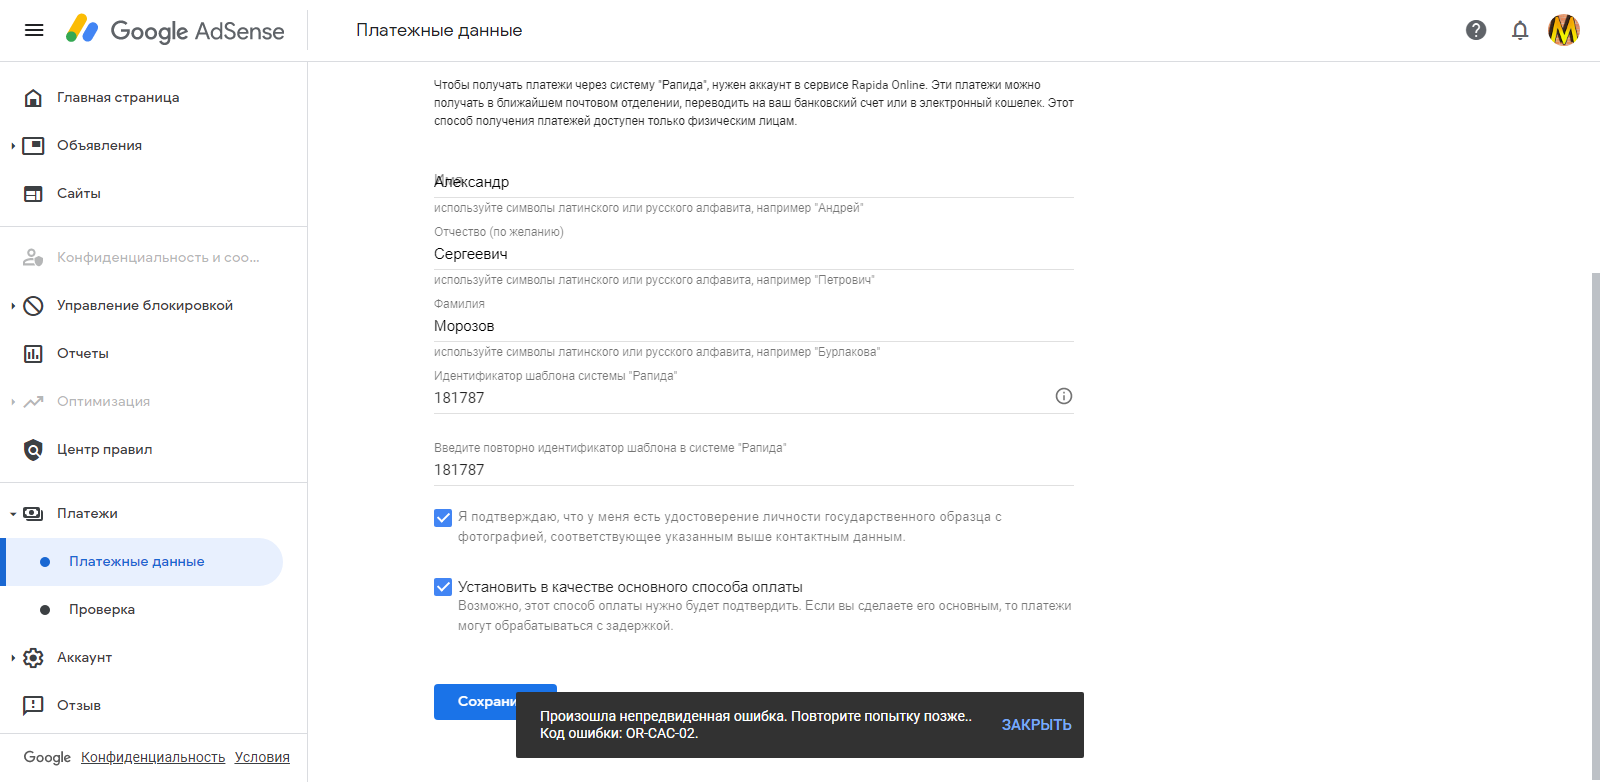 Google AdSense
Платежные данные
Главная страница
Объявления
Сайты
Конфиденциальность и соо...
Управление блокировкой
Отчеты
Оптимизация
Центр правил
Платежи
Платежные данные
Проверка
Аккаунт
Отзыв
Google Конфиденциальность Условия
Чтобы получать платежи через систему "Рапида", нужен аккаунт в сервисе Rapida Online. Эти платежи можно
получать в ближайшем почтовом отделении, переводить на ваш банковский счет или в электронный кошелек. Этот
способ получения платежей доступен только физическим лицам.
Имя
Александр
используйте символы латинского или русского алфавита, например "Андрей"
Отчество (по желанию)
Сергеевич
используйте символы латинского или русского алфавита, например "Петрович"
Фамилия
Морозов
используйте символы латинского или русского алфавита, например "Бурлакова"
Идентификатор шаблона системы "Рапида"
181787
Введите повторно идентификатор шаблона в системе "Рапида"
181787
Я подтверждаю, что у меня есть удостоверение личности государственного образца с
фотографией, соответствующее указанным выше контактным данным.
Установить в качестве основного способа оплаты
Возможно, этот способ оплаты нужно будет подтвердить. Если вы сделаете его основным, то платежи
могут обрабатываться с задержкой.
Сохрани
Произошла непредвиденная ошибка. Повторите попытку позже..
Код ошибки: OR-CAC-02.
ЗАКРЫТЬ